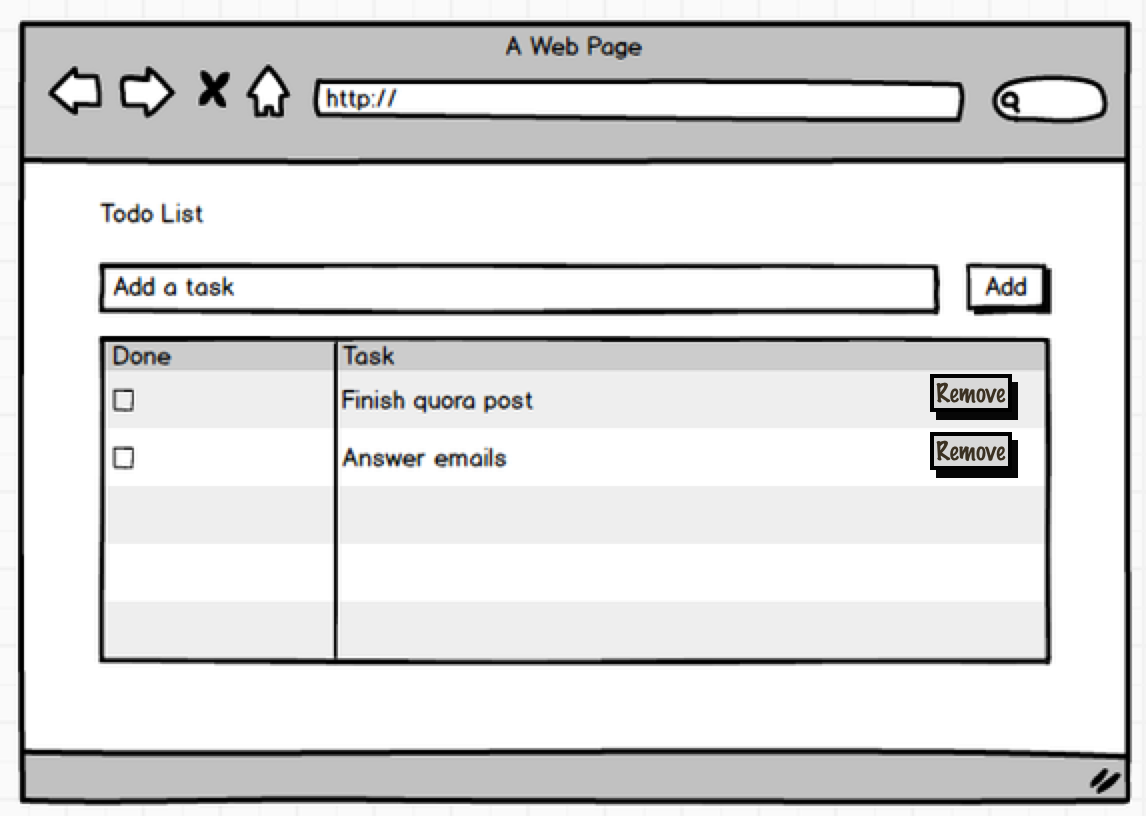 A Web Page
http://
Todo List
Add a task
Add
Done Task
Finish quora post Remove
Answer emails Remove